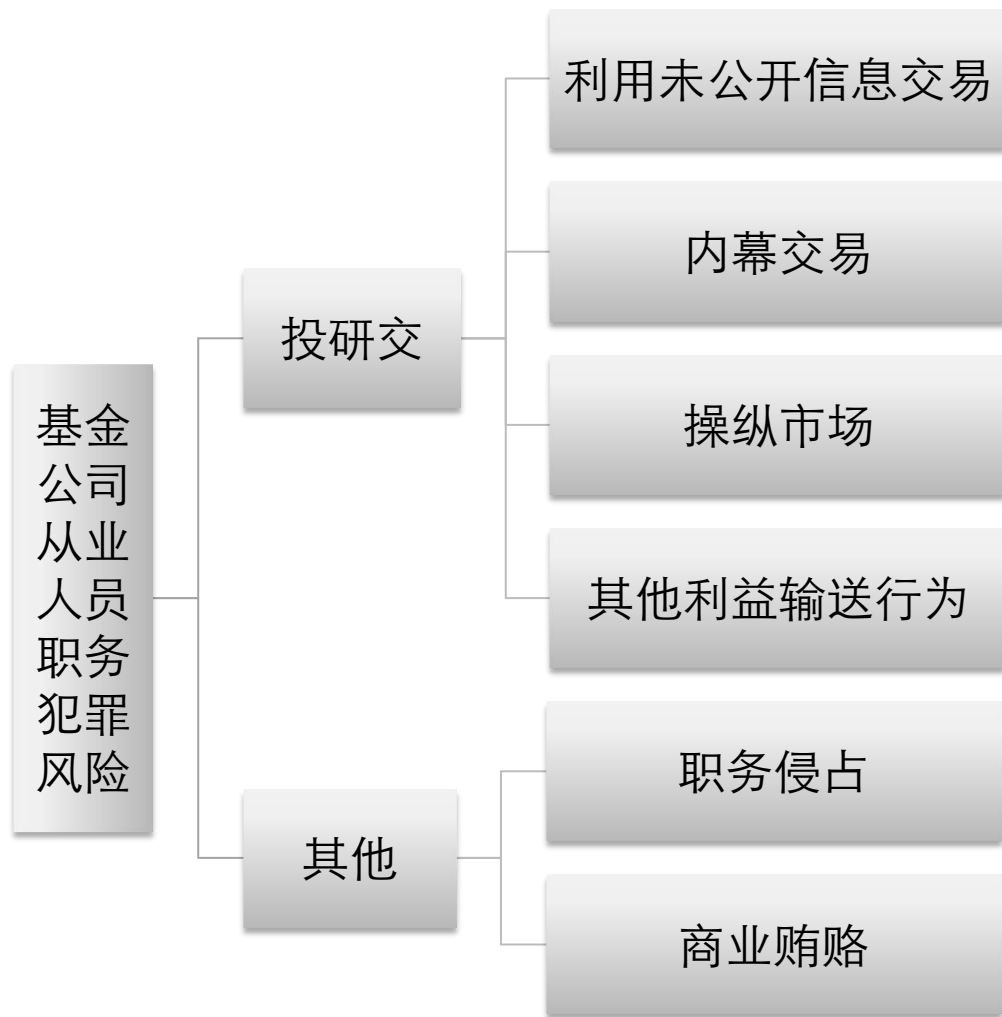 基金
公司
从业
人员
职务
犯罪
风险
投研交
利用未公开信息交易
内幕交易
操纵市场
其他利益输送行为
其他
职务侵占
商业贿赂